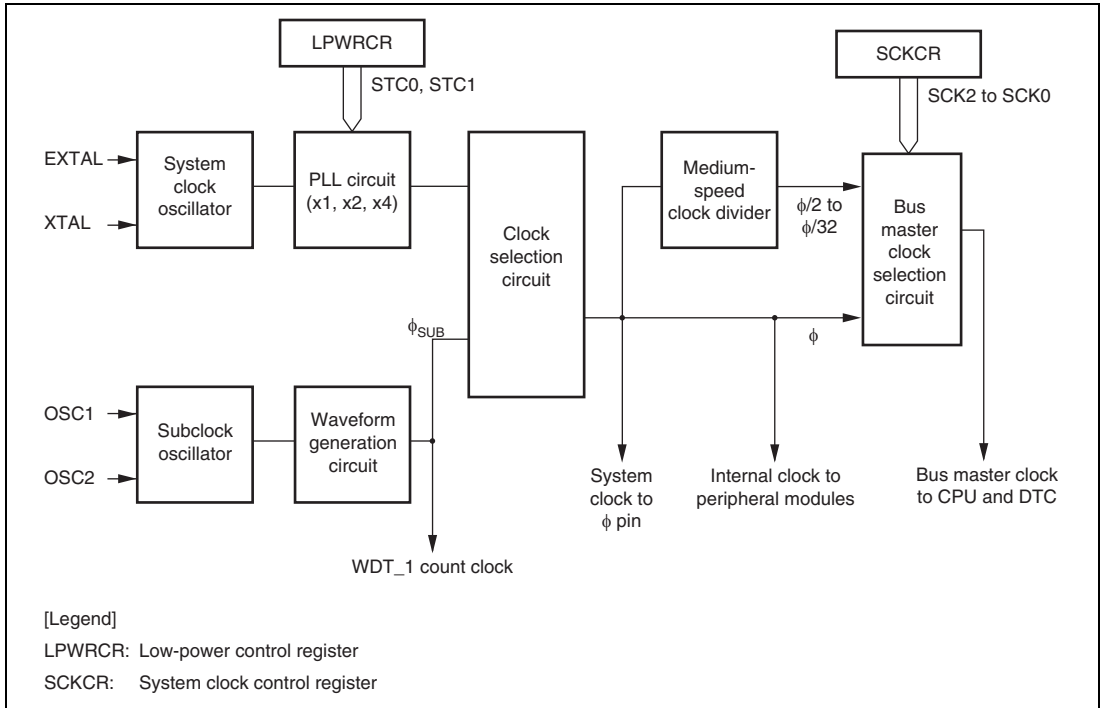 LPWRCR
STC0, STC1
SCKCR
SCK2 to SCK0
EXTAL
XTAL
System
clock
oscillator
PLL circuit
(x1, x2, x4)
Clock
selection
circuit
Medium-
speed
clock divider
ϕ/2 to
ϕ/32
Bus
master
clock
selection
circuit
ϕSUB
ϕ
OSC1
OSC2
Subclock
oscillator
Waveform
generation
circuit
System
clock to
ϕ pin
Internal clock to
peripheral modules
Bus master clock
to CPU and DTC
WDT_1 count clock
[Legend]
LPWRCR: Low-power control register
SCKCR: System clock control register